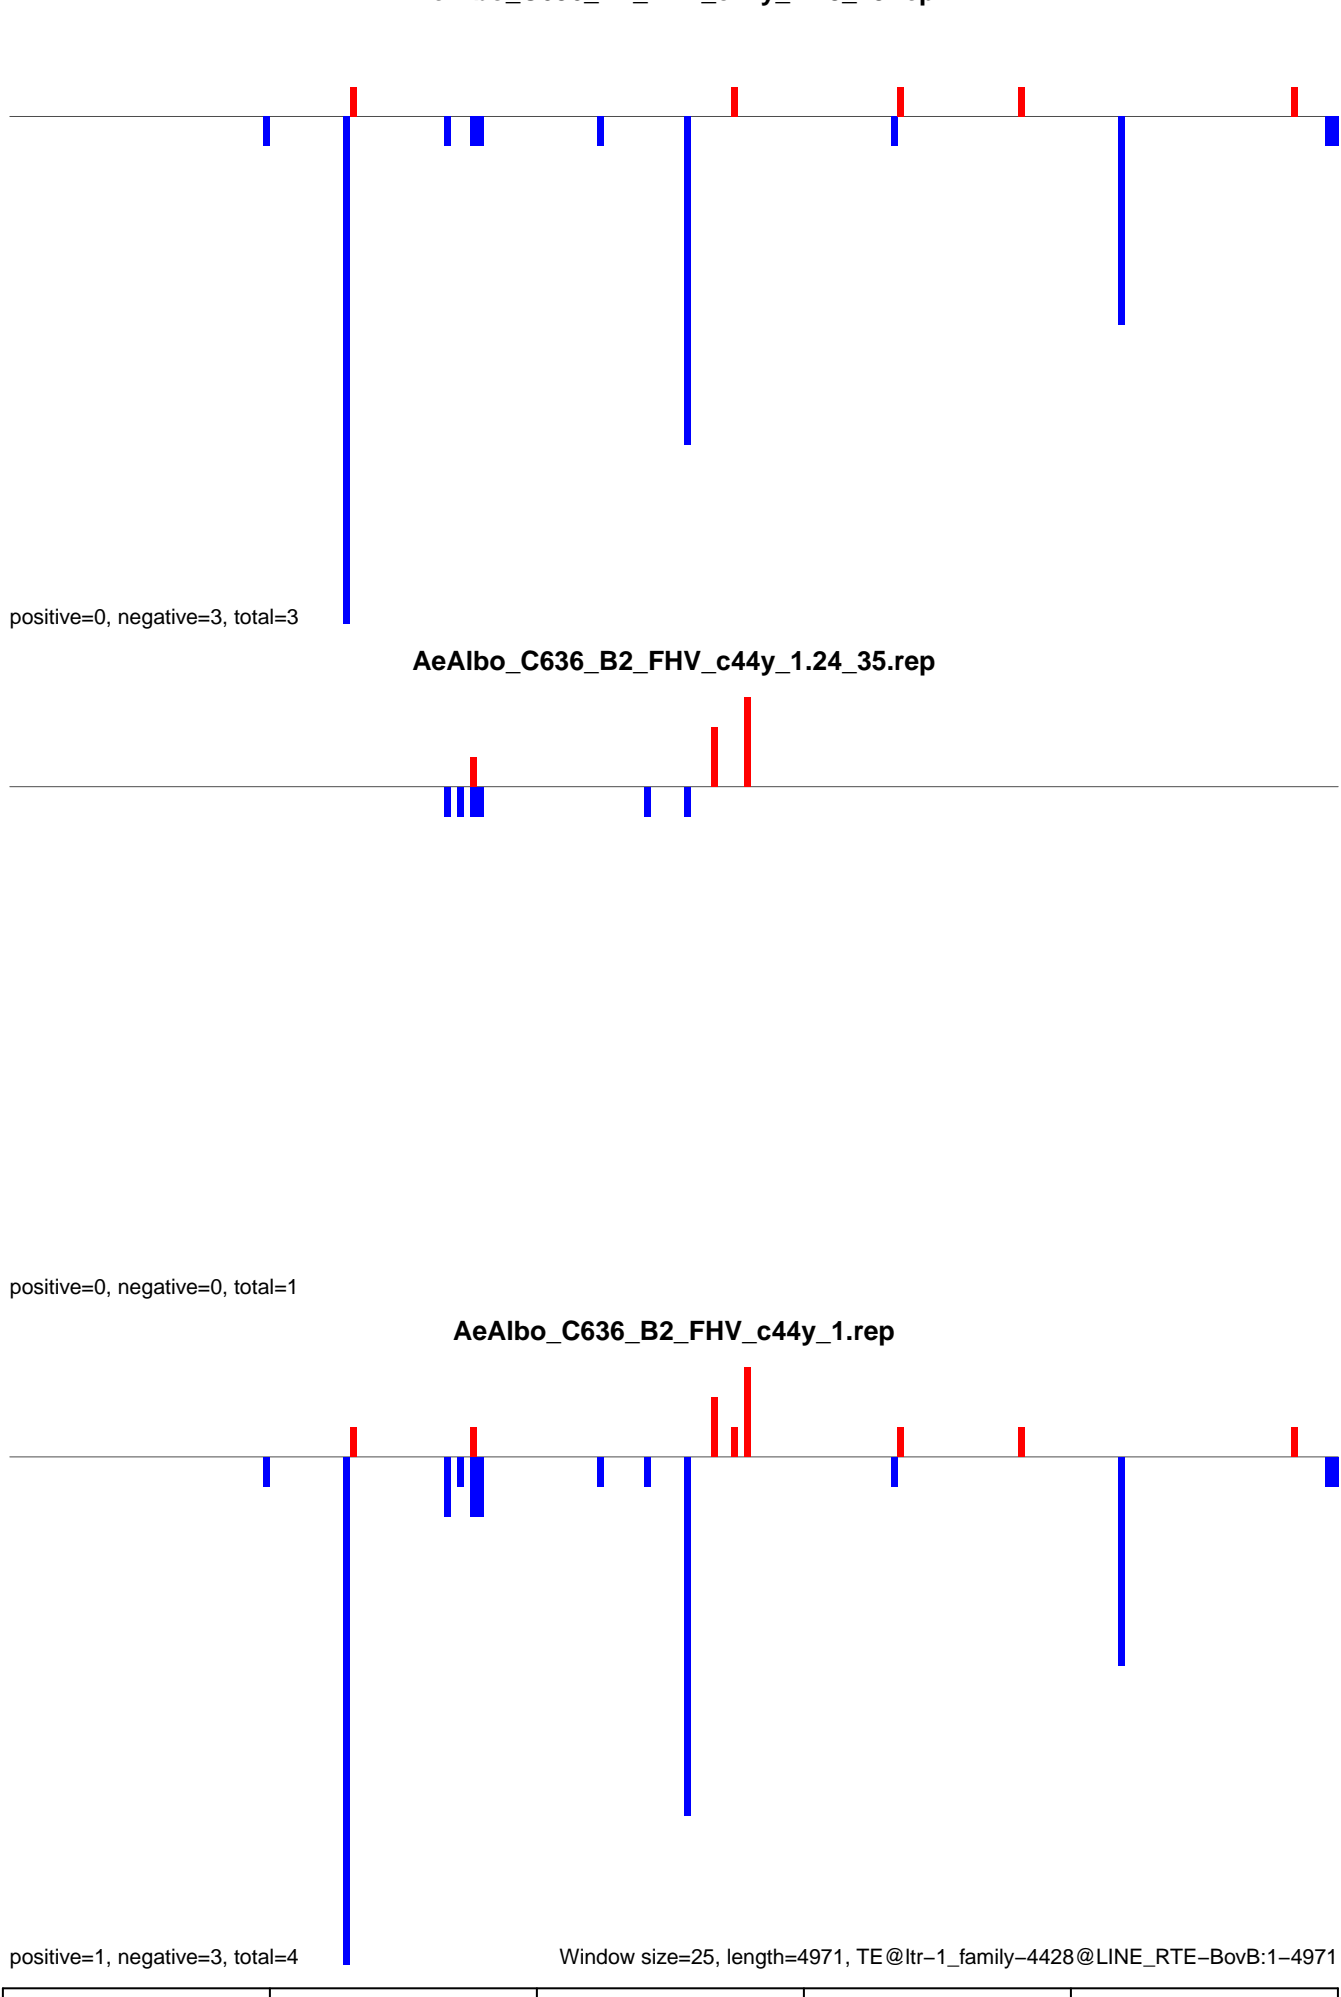 positive=0, negative=3, total=3
AeAlbo_C636_B2_FHV_c44y_1.24_35.rep
positive=0, negative=0, total=1
AeAlbo_C636_B2_FHV_c44y_1.rep
positive=1, negative=3, total=4
Window size=25, length=4971, TE@ltr−1_family−4428@LINE_RTE−BovB:1−4971